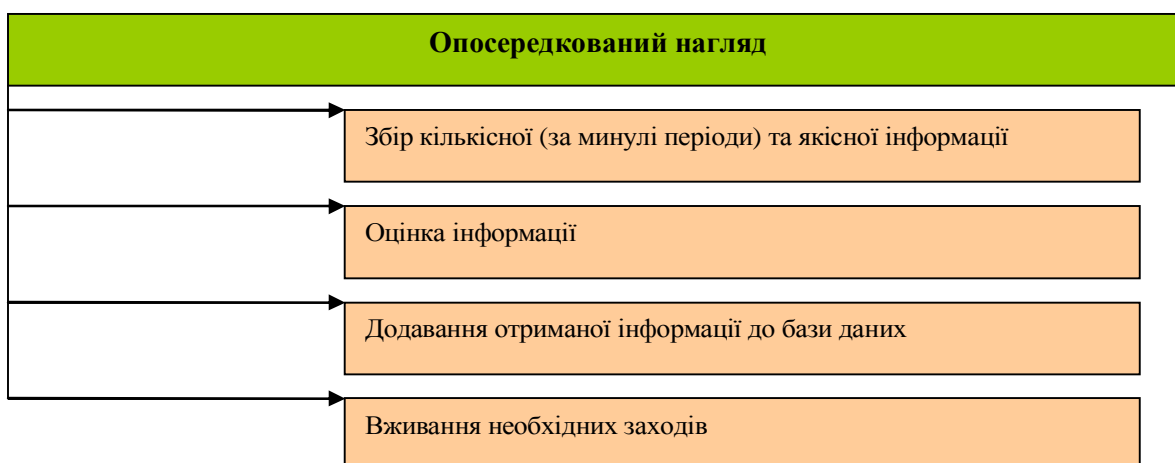 Опосередкований нагляд
Збір кількісної (за минулі періоди) та якісної інформації
Оцінка інформації
Додавання отриманої інформації до бази даних
Вживання необхідних заходів